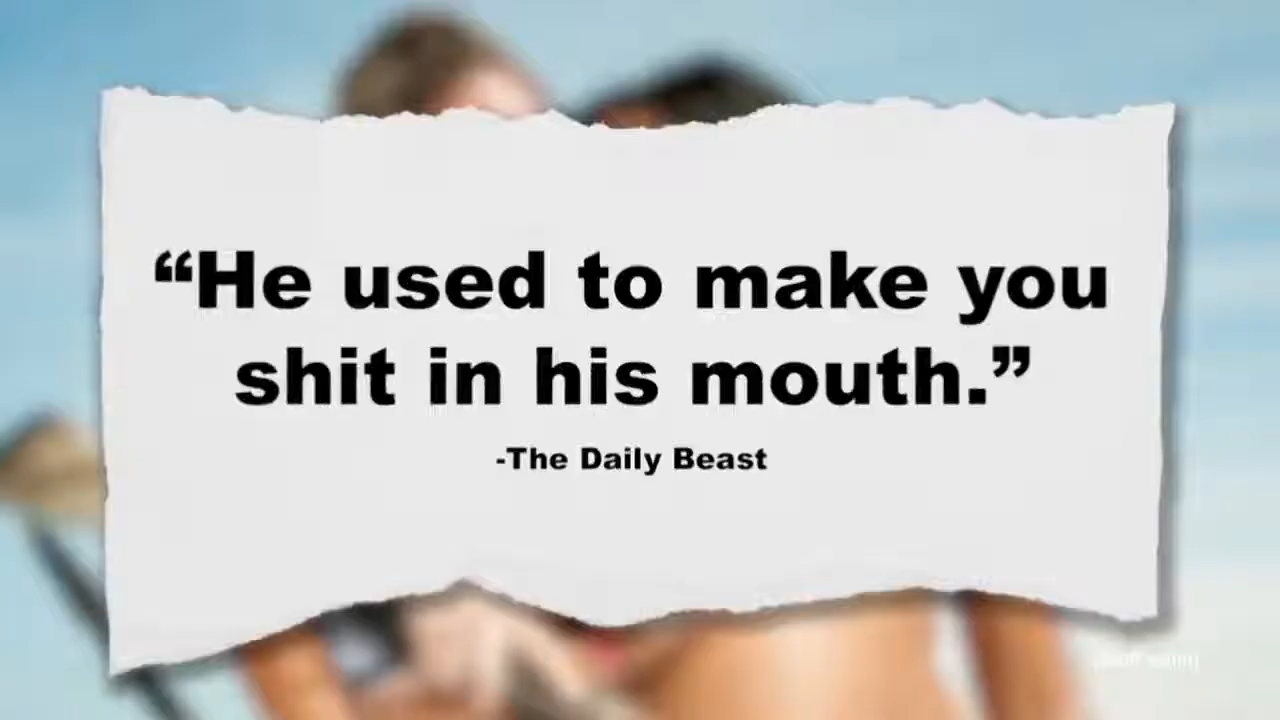 “He used to make you
shit in his mouth.”
-The Daily Beast